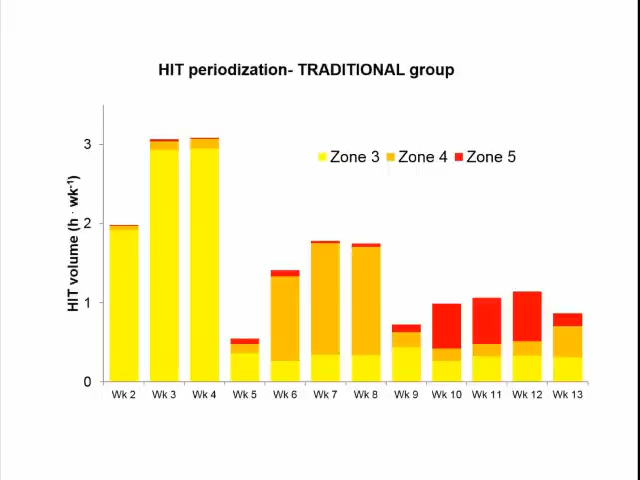 HIT periodization- TRADITIONAL group
Zone 3 Zone 4 Zone 5
HIT volume (h · wk⁻¹)
3
2
1
0
Wk 2 Wk 3 Wk 4 Wk 5 Wk 6 Wk 7 Wk 8 Wk 9 Wk 10 Wk 11 Wk 12 Wk 13